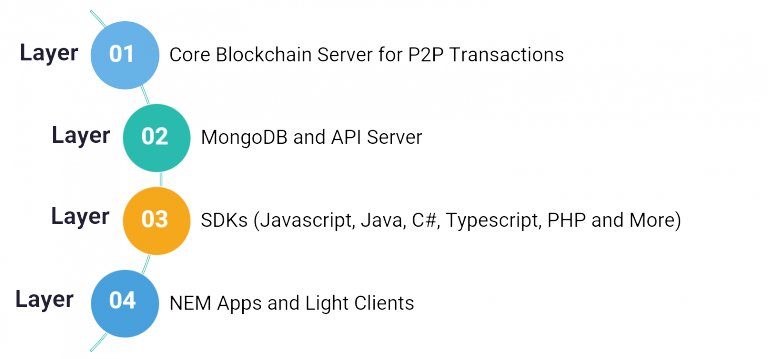 Layer 01 Core Blockchain Server for P2P Transactions
Layer 02 MongoDB and API Server
Layer 03 SDKs (Javascript, Java, C#, Typescript, PHP and More)
Layer 04 NEM Apps and Light Clients